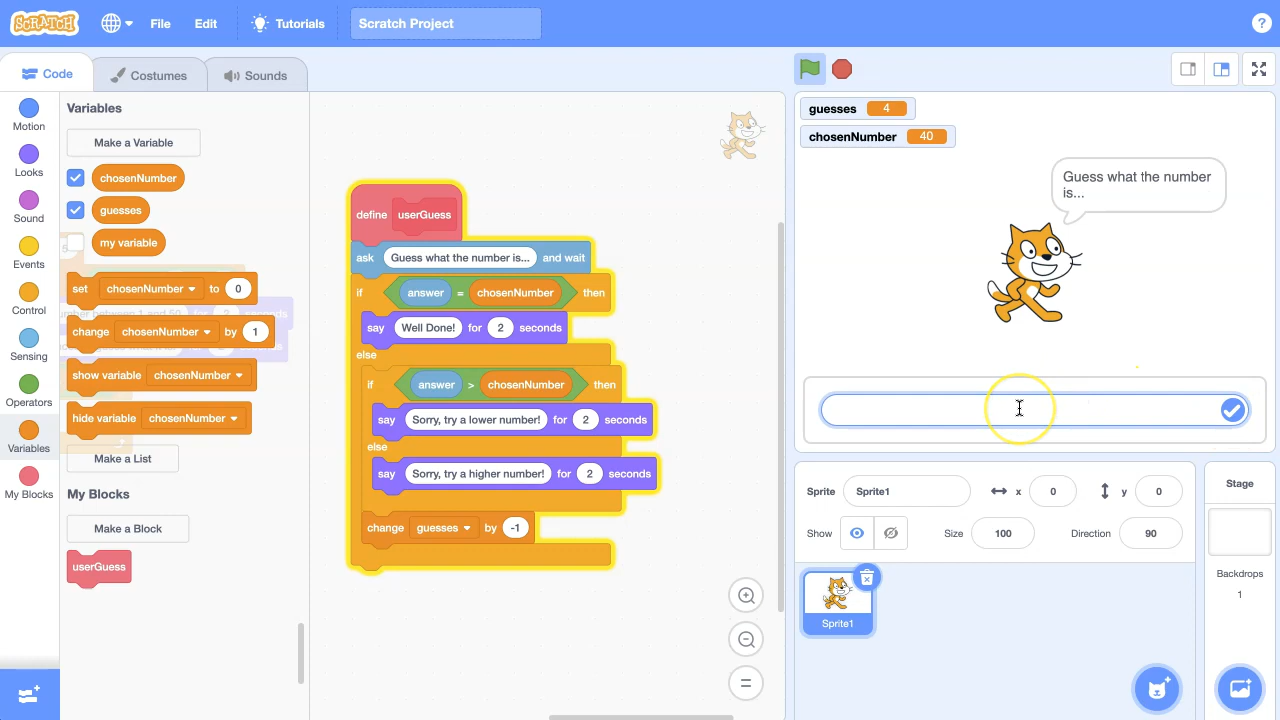 SCRATCH File Edit Tutorials Scratch Project ?
Code Costumes Sounds
Motion
Looks
Sound
Events
Control
Sensing
Operators
Variables
My Blocks
Variables
Make a Variable
chosenNumber
guesses
my variable
set chosenNumber to 0
change chosenNumber by 1
show variable chosenNumber
hide variable chosenNumber
Make a List
My Blocks
Make a Block
userGuess
define userGuess
ask Guess what the number is... and wait
if answer = chosenNumber then
say Well Done! for 2 seconds
else
if answer > chosenNumber then
say Sorry, try a lower number! for 2 seconds
else
say Sorry, try a higher number! for 2 seconds
change guesses by -1
guesses 4
chosenNumber 40
Guess what the number
is...
Sprite Sprite1 x 0 y 0
Show Size 100 Direction 90
Sprite1
Stage
Backdrops
1